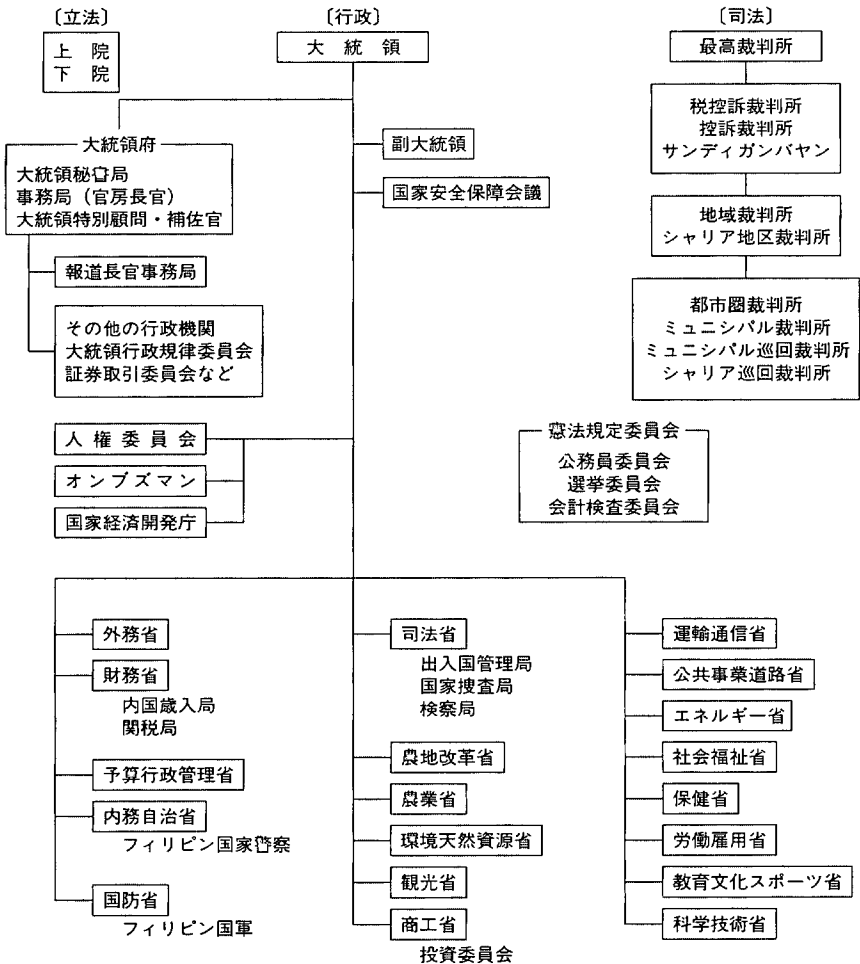 〔立法〕
上院
下院
〔行政〕
大統領
〔司法〕
最高裁判所
税控訴裁判所
控訴裁判所
サンディガンバヤン
地域裁判所
シャリア地区裁判所
都市圏裁判所
ミュニシパル裁判所
ミュニシパル巡回裁判所
シャリア巡回裁判所
大統領府
大統領秘書局
事務局(官房長官)
大統領特別顧問・補佐官
副大統領
国家安全保障会議
報道長官事務局
その他の行政機関
大統領行政規律委員会
証券取引委員会など
人権委員会
オンブズマン
国家経済開発庁
憲法規定委員会
公務員委員会
選挙委員会
会計検査委員会
外務省
財務省
内国歳入局
関税局
予算行政管理省
内務自治省
フィリピン国家警察
国防省
フィリピン国軍
司法省
出入国管理局
国家捜査局
検察局
農地改革省
農業省
環境天然資源省
観光省
商工省
投資委員会
運輸通信省
公共事業道路省
エネルギー省
社会福祉省
保健省
労働雇用省
教育文化スポーツ省
科学技術省